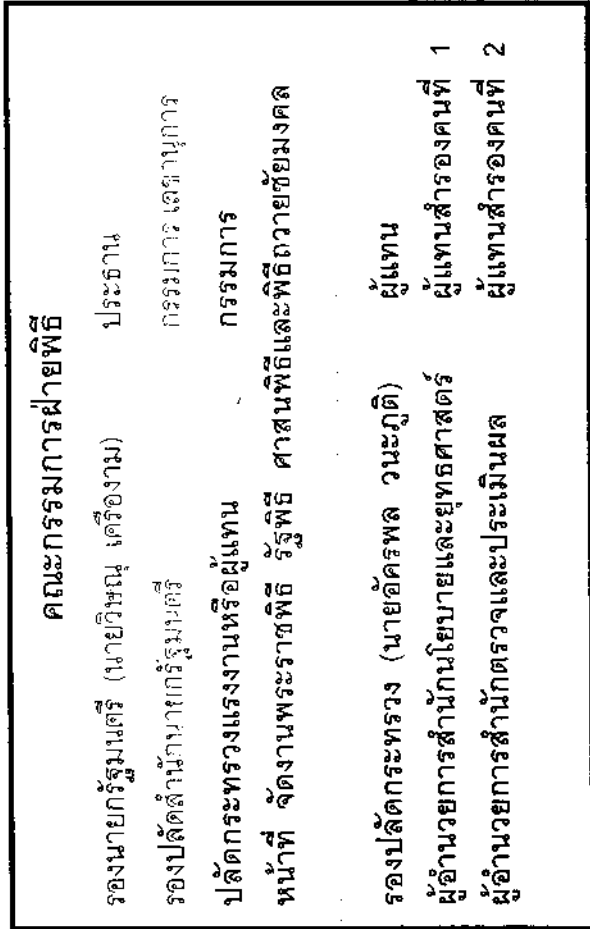 คณะกรรมการฝ่ายพิธี
รองนายกรัฐมนตรี (นายวิษณุ เครืองาม) ประธาน
รองปลัดสำนักนายกรัฐมนตรี กรรมการ เลขานุการ
ปลัดกระทรวงแรงงานหรือผู้แทน กรรมการ
หน้าที่ จัดงานพระราชพิธี รัฐพิธี ศาสนพิธีและพิธีถวายชัยมงคล
รองปลัดกระทรวง (นายอัครพล วนะภูติ) ผู้แทน
ผู้อำนวยการสำนักนโยบายและยุทธศาสตร์ ผู้แทนสำรองคนที่ 1
ผู้อำนวยการสำนักตรวจและประเมินผล ผู้แทนสำรองคนที่ 2